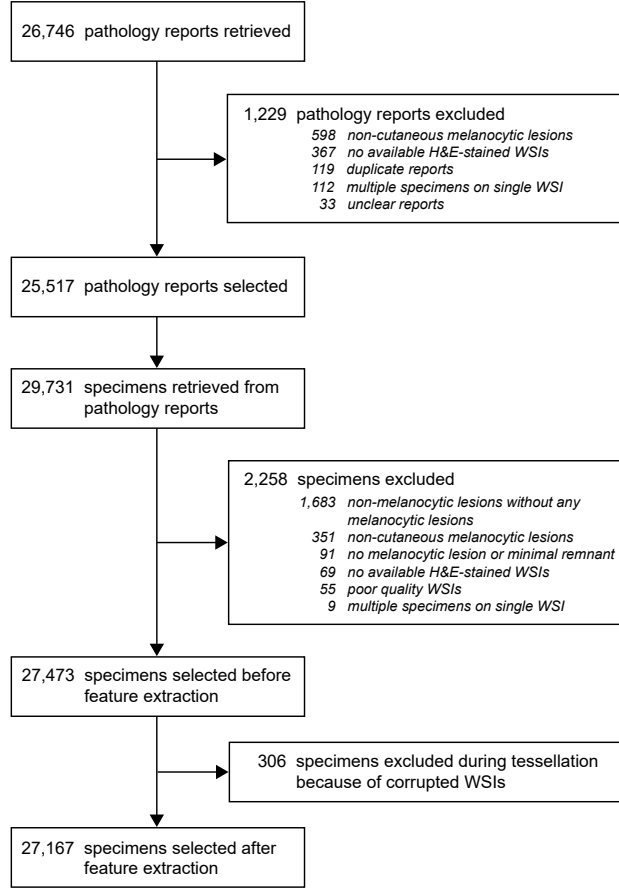 26,746 pathology reports retrieved
1,229 pathology reports excluded
598 non-cutaneous melanocytic lesions
367 no available H&E-stained WSIs
119 duplicate reports
112 multiple specimens on single WSI
33 unclear reports
25,517 pathology reports selected
29,731 specimens retrieved from
pathology reports
2,258 specimens excluded
1,683 non-melanocytic lesions without any
melanocytic lesions
351 non-cutaneous melanocytic lesions
91 no melanocytic lesion or minimal remnant
69 no available H&E-stained WSIs
55 poor quality WSIs
9 multiple specimens on single WSI
27,473 specimens selected before
feature extraction
306 specimens excluded during tessellation
because of corrupted WSIs
27,167 specimens selected after
feature extraction